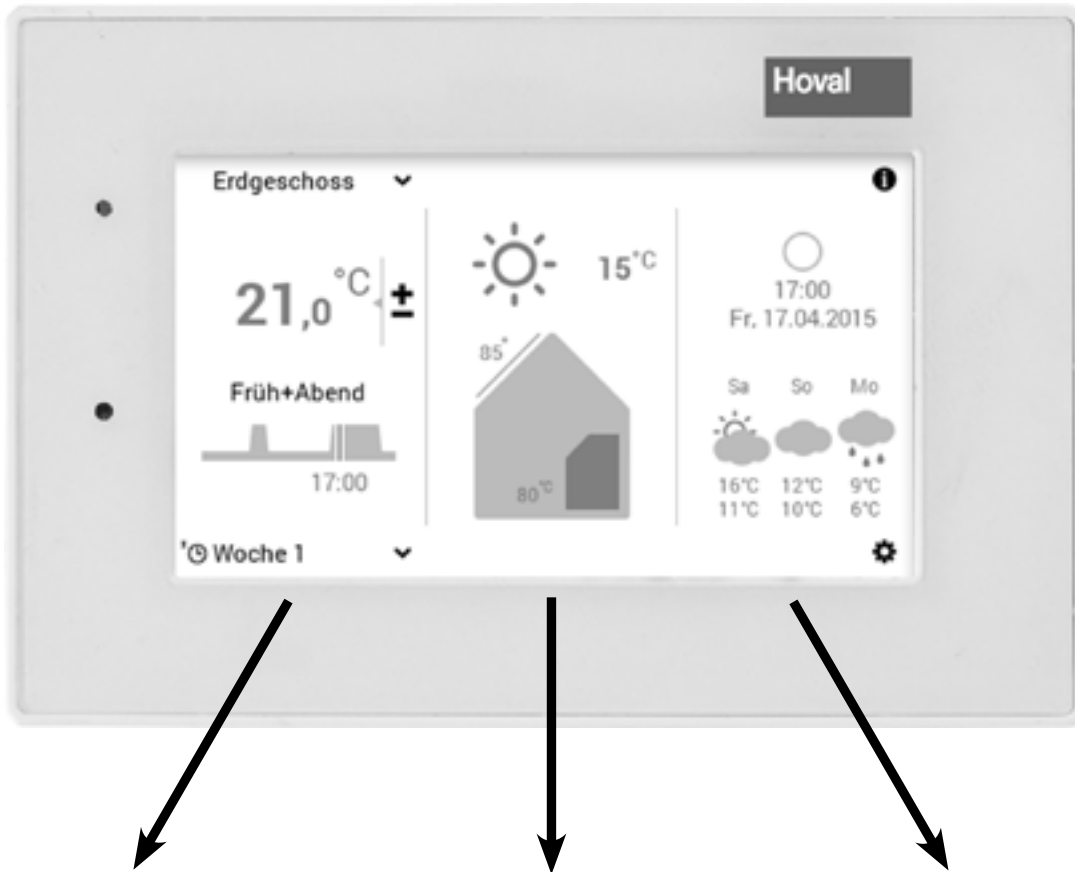 Hoval
Erdgeschoss
21,0 °C
±
Früh+Abend
17:00
Woche 1
15°C
85°
80°C
17:00
Fr, 17.04.2015
Sa So Mo
16°C 12°C 9°C
11°C 10°C 6°C